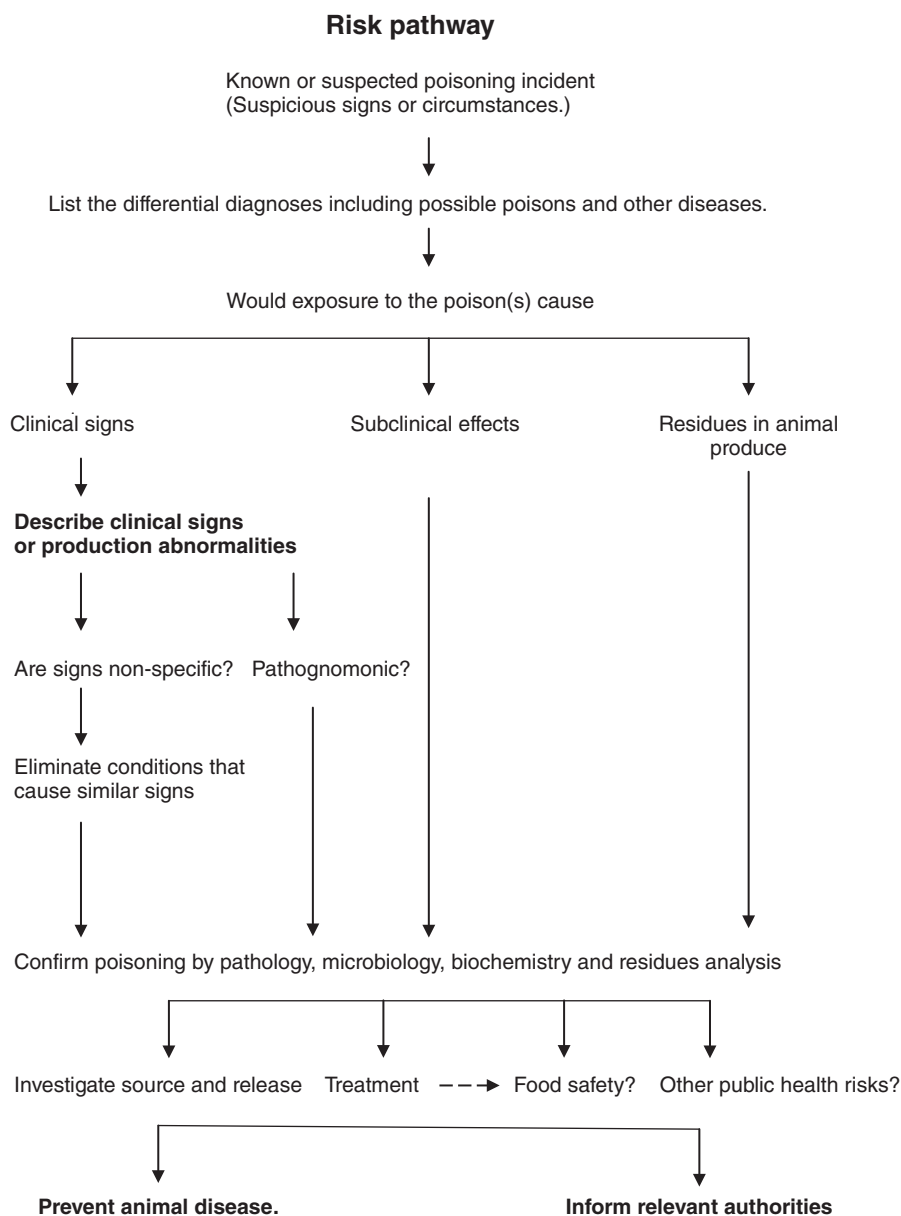 Risk pathway
Known or suspected poisoning incident
(Suspicious signs or circumstances.)
List the differential diagnoses including possible poisons and other diseases.
Would exposure to the poison(s) cause
Clinical signs
Subclinical effects
Residues in animal
produce
Describe clinical signs
or production abnormalities
Are signs non-specific?
Pathognomonic?
Eliminate conditions that
cause similar signs
Confirm poisoning by pathology, microbiology, biochemistry and residues analysis
Investigate source and release
Treatment
Food safety?
Other public health risks?
Prevent animal disease.
Inform relevant authorities